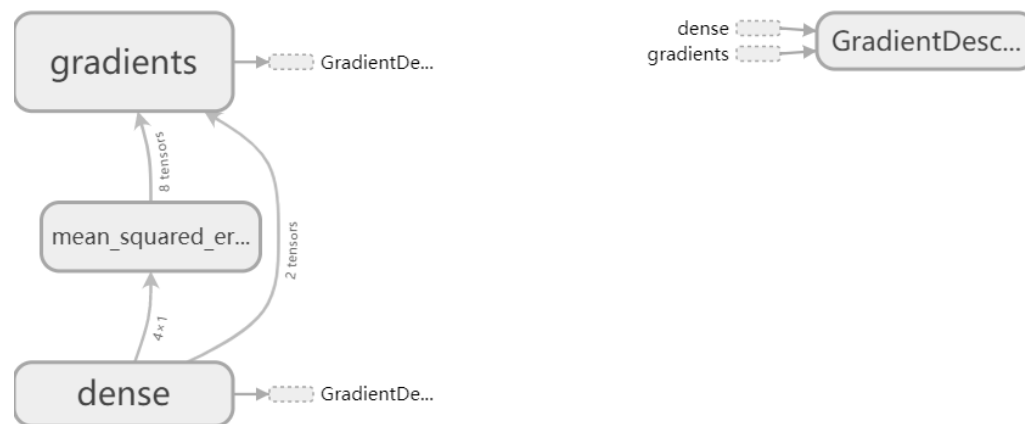 gradients
GradientDe...
8 tensors
mean_squared_er...
2 tensors
4×1
dense
GradientDe...
dense
gradients
GradientDesc...